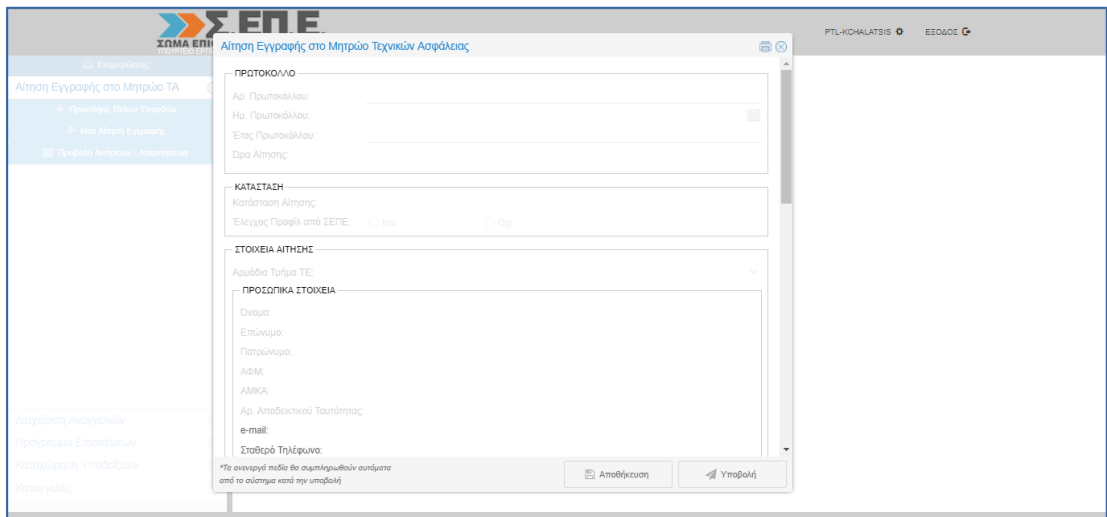 Σ.ΕΠ.Ε.
ΣΩΜΑ ΕΠΙ
PTL-KCHALATSIS
ΕΞΟΔΟΣ
Ενημερώσεις
Αίτηση Εγγραφής στο Μητρώο ΤΑ
Προσθήκη Τίτλων Σπουδών
Νέα Αίτηση Εγγραφής
Προβολή Αιτήσεων - Απαντήσεων
Διαχείριση Αναγγελιών
Πρόγραμμα Επισκέψεων
Καταχώρηση Υποδείξεων
Καταγγελίες
Αίτηση Εγγραφής στο Μητρώο Τεχνικών Ασφάλειας
ΠΡΩΤΟΚΟΛΛΟ
Αρ. Πρωτοκόλλου:
Ημ. Πρωτοκόλλου:
Έτος Πρωτοκόλλου:
Ώρα Αίτησης:
ΚΑΤΑΣΤΑΣΗ
Κατάσταση Αίτησης:
Έλεγχος Προφίλ από ΣΕΠΕ: Ναι Όχι
ΣΤΟΙΧΕΙΑ ΑΙΤΗΣΗΣ
Αρμόδια Τμήμα ΤΕ:
ΠΡΟΣΩΠΙΚΑ ΣΤΟΙΧΕΙΑ
Όνομα:
Επώνυμο:
Πατρώνυμο:
ΑΦΜ:
ΑΜΚΑ:
Αρ. Αποδεικτικού Ταυτότητας:
e-mail:
Σταθερό Τηλέφωνο:
*Τα ανενεργά πεδία θα συμπληρωθούν αυτόματα
από το σύστημα κατά την υποβολή
Αποθήκευση
Υποβολή